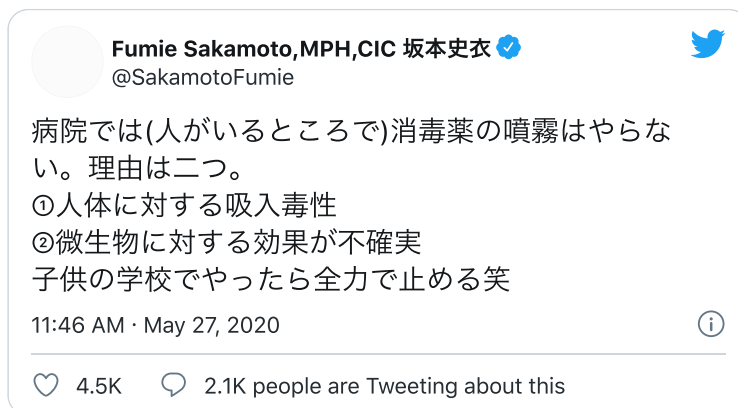 Fumie Sakamoto,MPH,CIC 坂本史衣
@SakamotoFumie
病院では(人がいるところで)消毒薬の噴霧はやらな
い。理由は二つ。
①人体に対する吸入毒性
②微生物に対する効果が不確実
子供の学校でやったら全力で止める笑
11:46 AM · May 27, 2020
4.5K 2.1K people are Tweeting about this